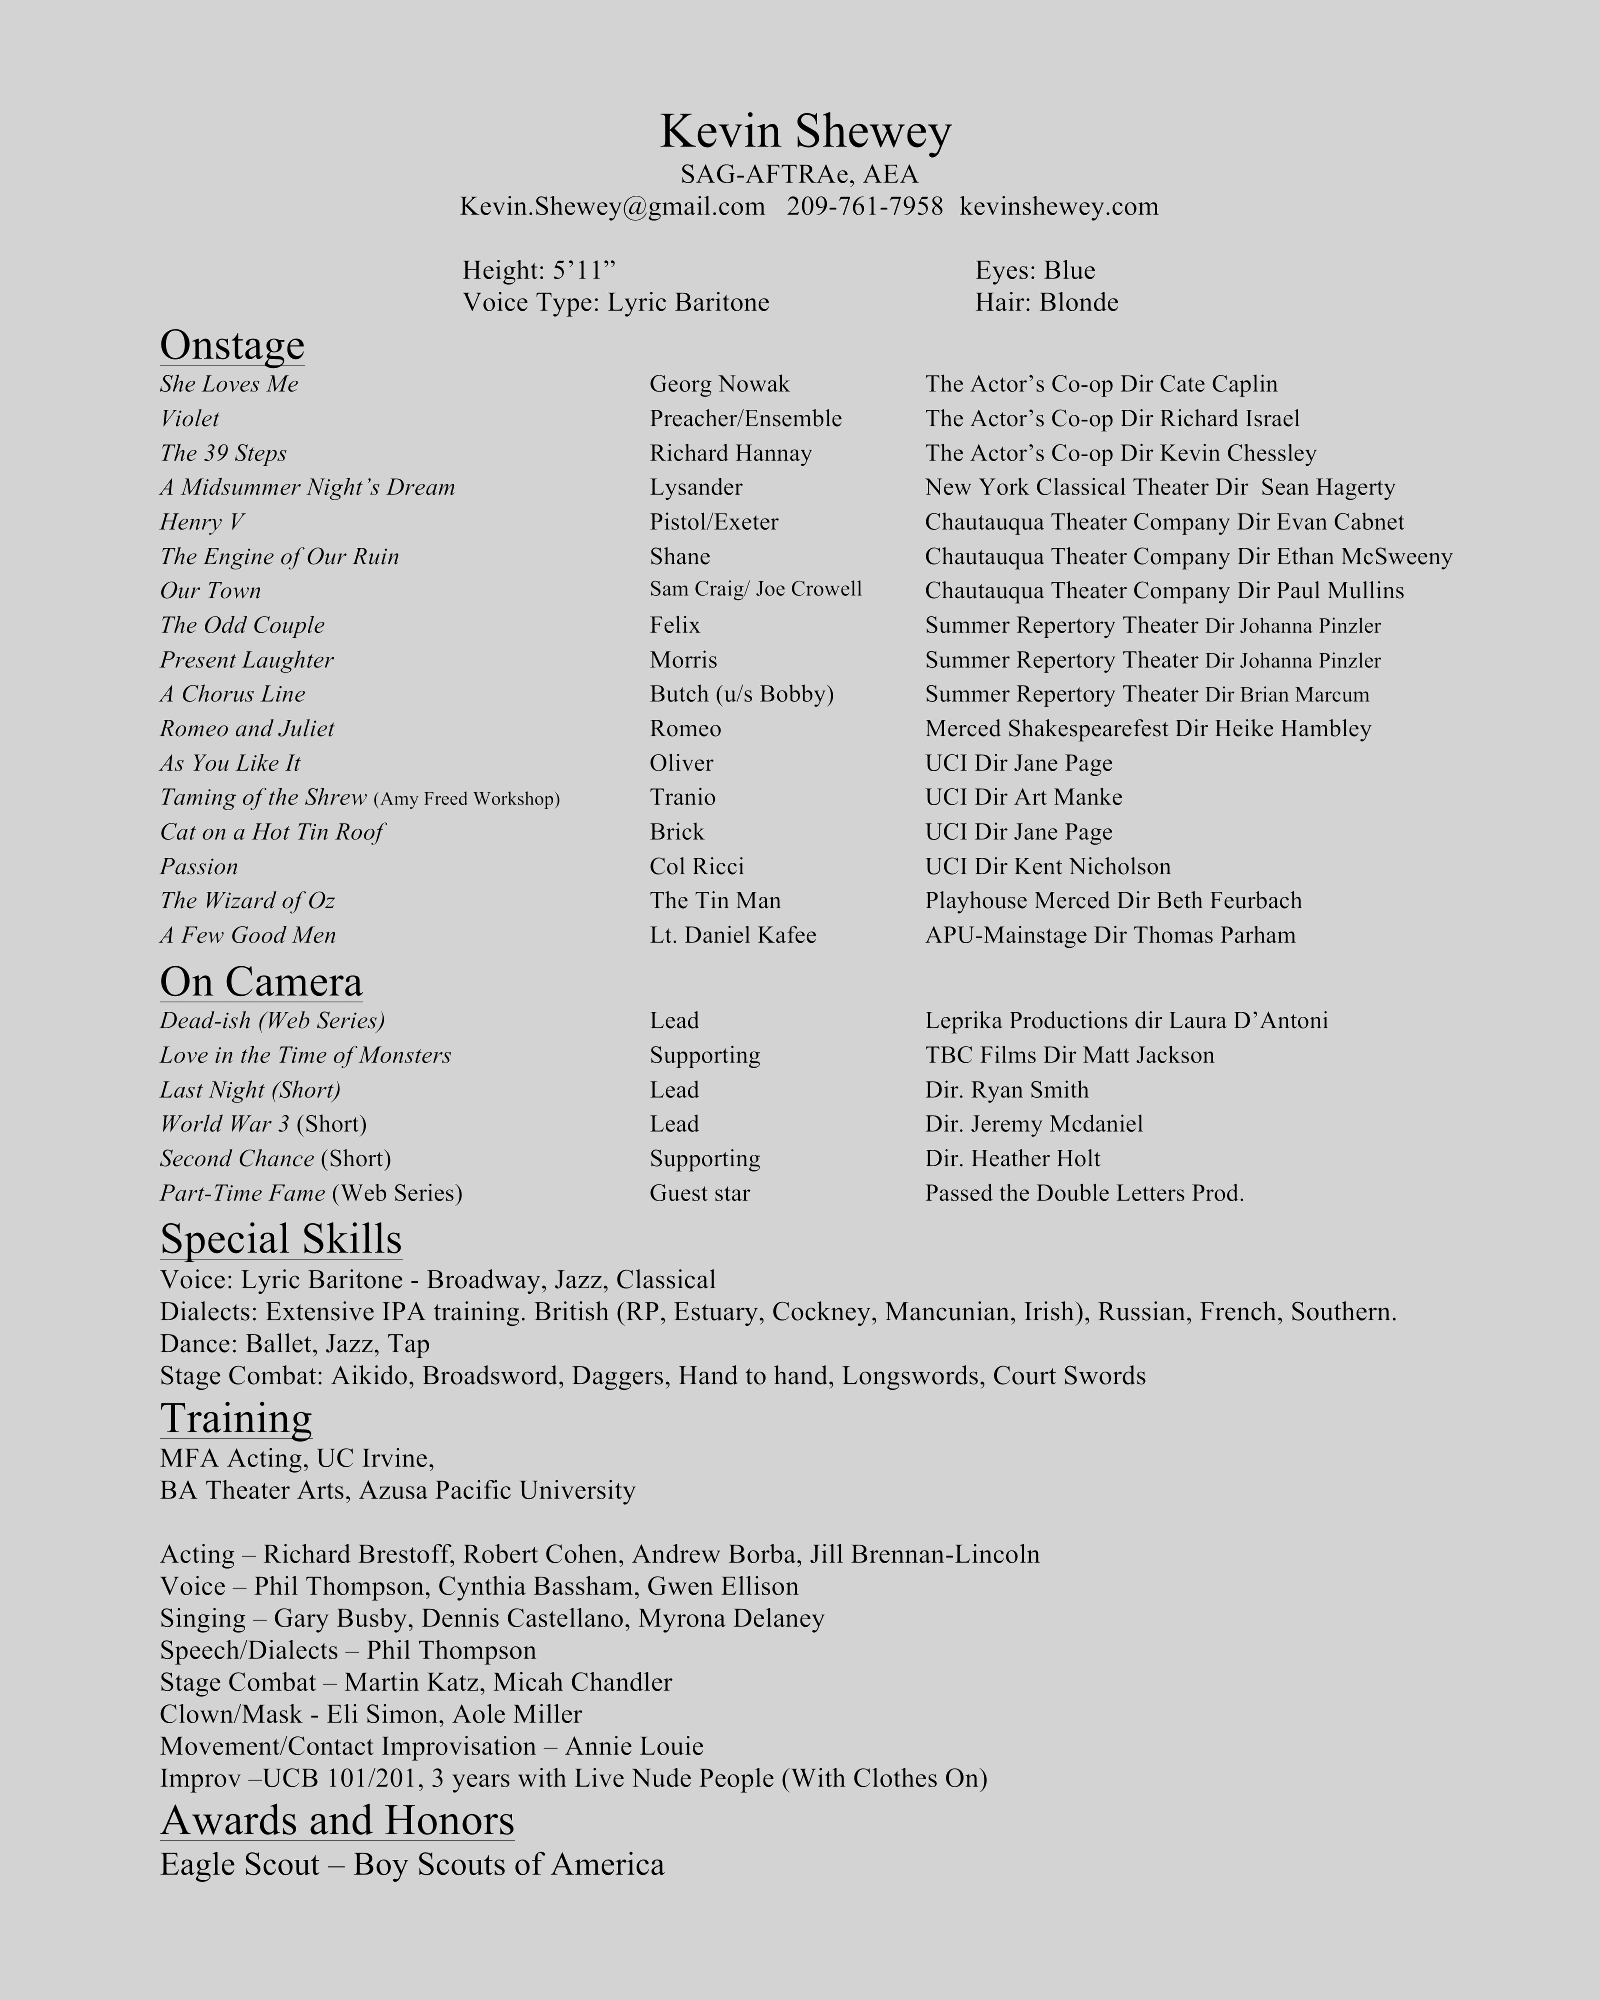 Kevin Shewey
SAG-AFTRAe, AEA
Kevin.Shewey@gmail.com 209-761-7958 kevinshewey.com
Height: 5’11” Eyes: Blue
Voice Type: Lyric Baritone Hair: Blonde
Onstage
She Loves Me Georg Nowak The Actor’s Co-op Dir Cate Caplin
Violet Preacher/Ensemble The Actor’s Co-op Dir Richard Israel
The 39 Steps Richard Hannay The Actor’s Co-op Dir Kevin Chessley
A Midsummer Night’s Dream Lysander New York Classical Theater Dir Sean Hagerty
Henry V Pistol/Exeter Chautauqua Theater Company Dir Evan Cabnet
The Engine of Our Ruin Shane Chautauqua Theater Company Dir Ethan McSweeny
Our Town Sam Craig/ Joe Crowell Chautauqua Theater Company Dir Paul Mullins
The Odd Couple Felix Summer Repertory Theater Dir Johanna Pinzler
Present Laughter Morris Summer Repertory Theater Dir Johanna Pinzler
A Chorus Line Butch (u/s Bobby) Summer Repertory Theater Dir Brian Marcum
Romeo and Juliet Romeo Merced Shakespearefest Dir Heike Hambley
As You Like It Oliver UCI Dir Jane Page
Taming of the Shrew (Amy Freed Workshop) Tranio UCI Dir Art Manke
Cat on a Hot Tin Roof Brick UCI Dir Jane Page
Passion Col Ricci UCI Dir Kent Nicholson
The Wizard of Oz The Tin Man Playhouse Merced Dir Beth Feurbach
A Few Good Men Lt. Daniel Kafee APU-Mainstage Dir Thomas Parham
On Camera
Dead-ish (Web Series) Lead Leprika Productions dir Laura D’Antoni
Love in the Time of Monsters Supporting TBC Films Dir Matt Jackson
Last Night (Short) Lead Dir. Ryan Smith
World War 3 (Short) Lead Dir. Jeremy Mcdaniel
Second Chance (Short) Supporting Dir. Heather Holt
Part-Time Fame (Web Series) Guest star Passed the Double Letters Prod.
Special Skills
Voice: Lyric Baritone - Broadway, Jazz, Classical
Dialects: Extensive IPA training. British (RP, Estuary, Cockney, Mancunian, Irish), Russian, French, Southern.
Dance: Ballet, Jazz, Tap
Stage Combat: Aikido, Broadsword, Daggers, Hand to hand, Longswords, Court Swords
Training
MFA Acting, UC Irvine,
BA Theater Arts, Azusa Pacific University
Acting – Richard Brestoff, Robert Cohen, Andrew Borba, Jill Brennan-Lincoln
Voice – Phil Thompson, Cynthia Bassham, Gwen Ellison
Singing – Gary Busby, Dennis Castellano, Myrona Delaney
Speech/Dialects – Phil Thompson
Stage Combat – Martin Katz, Micah Chandler
Clown/Mask - Eli Simon, Aole Miller
Movement/Contact Improvisation – Annie Louie
Improv –UCB 101/201, 3 years with Live Nude People (With Clothes On)
Awards and Honors
Eagle Scout – Boy Scouts of America